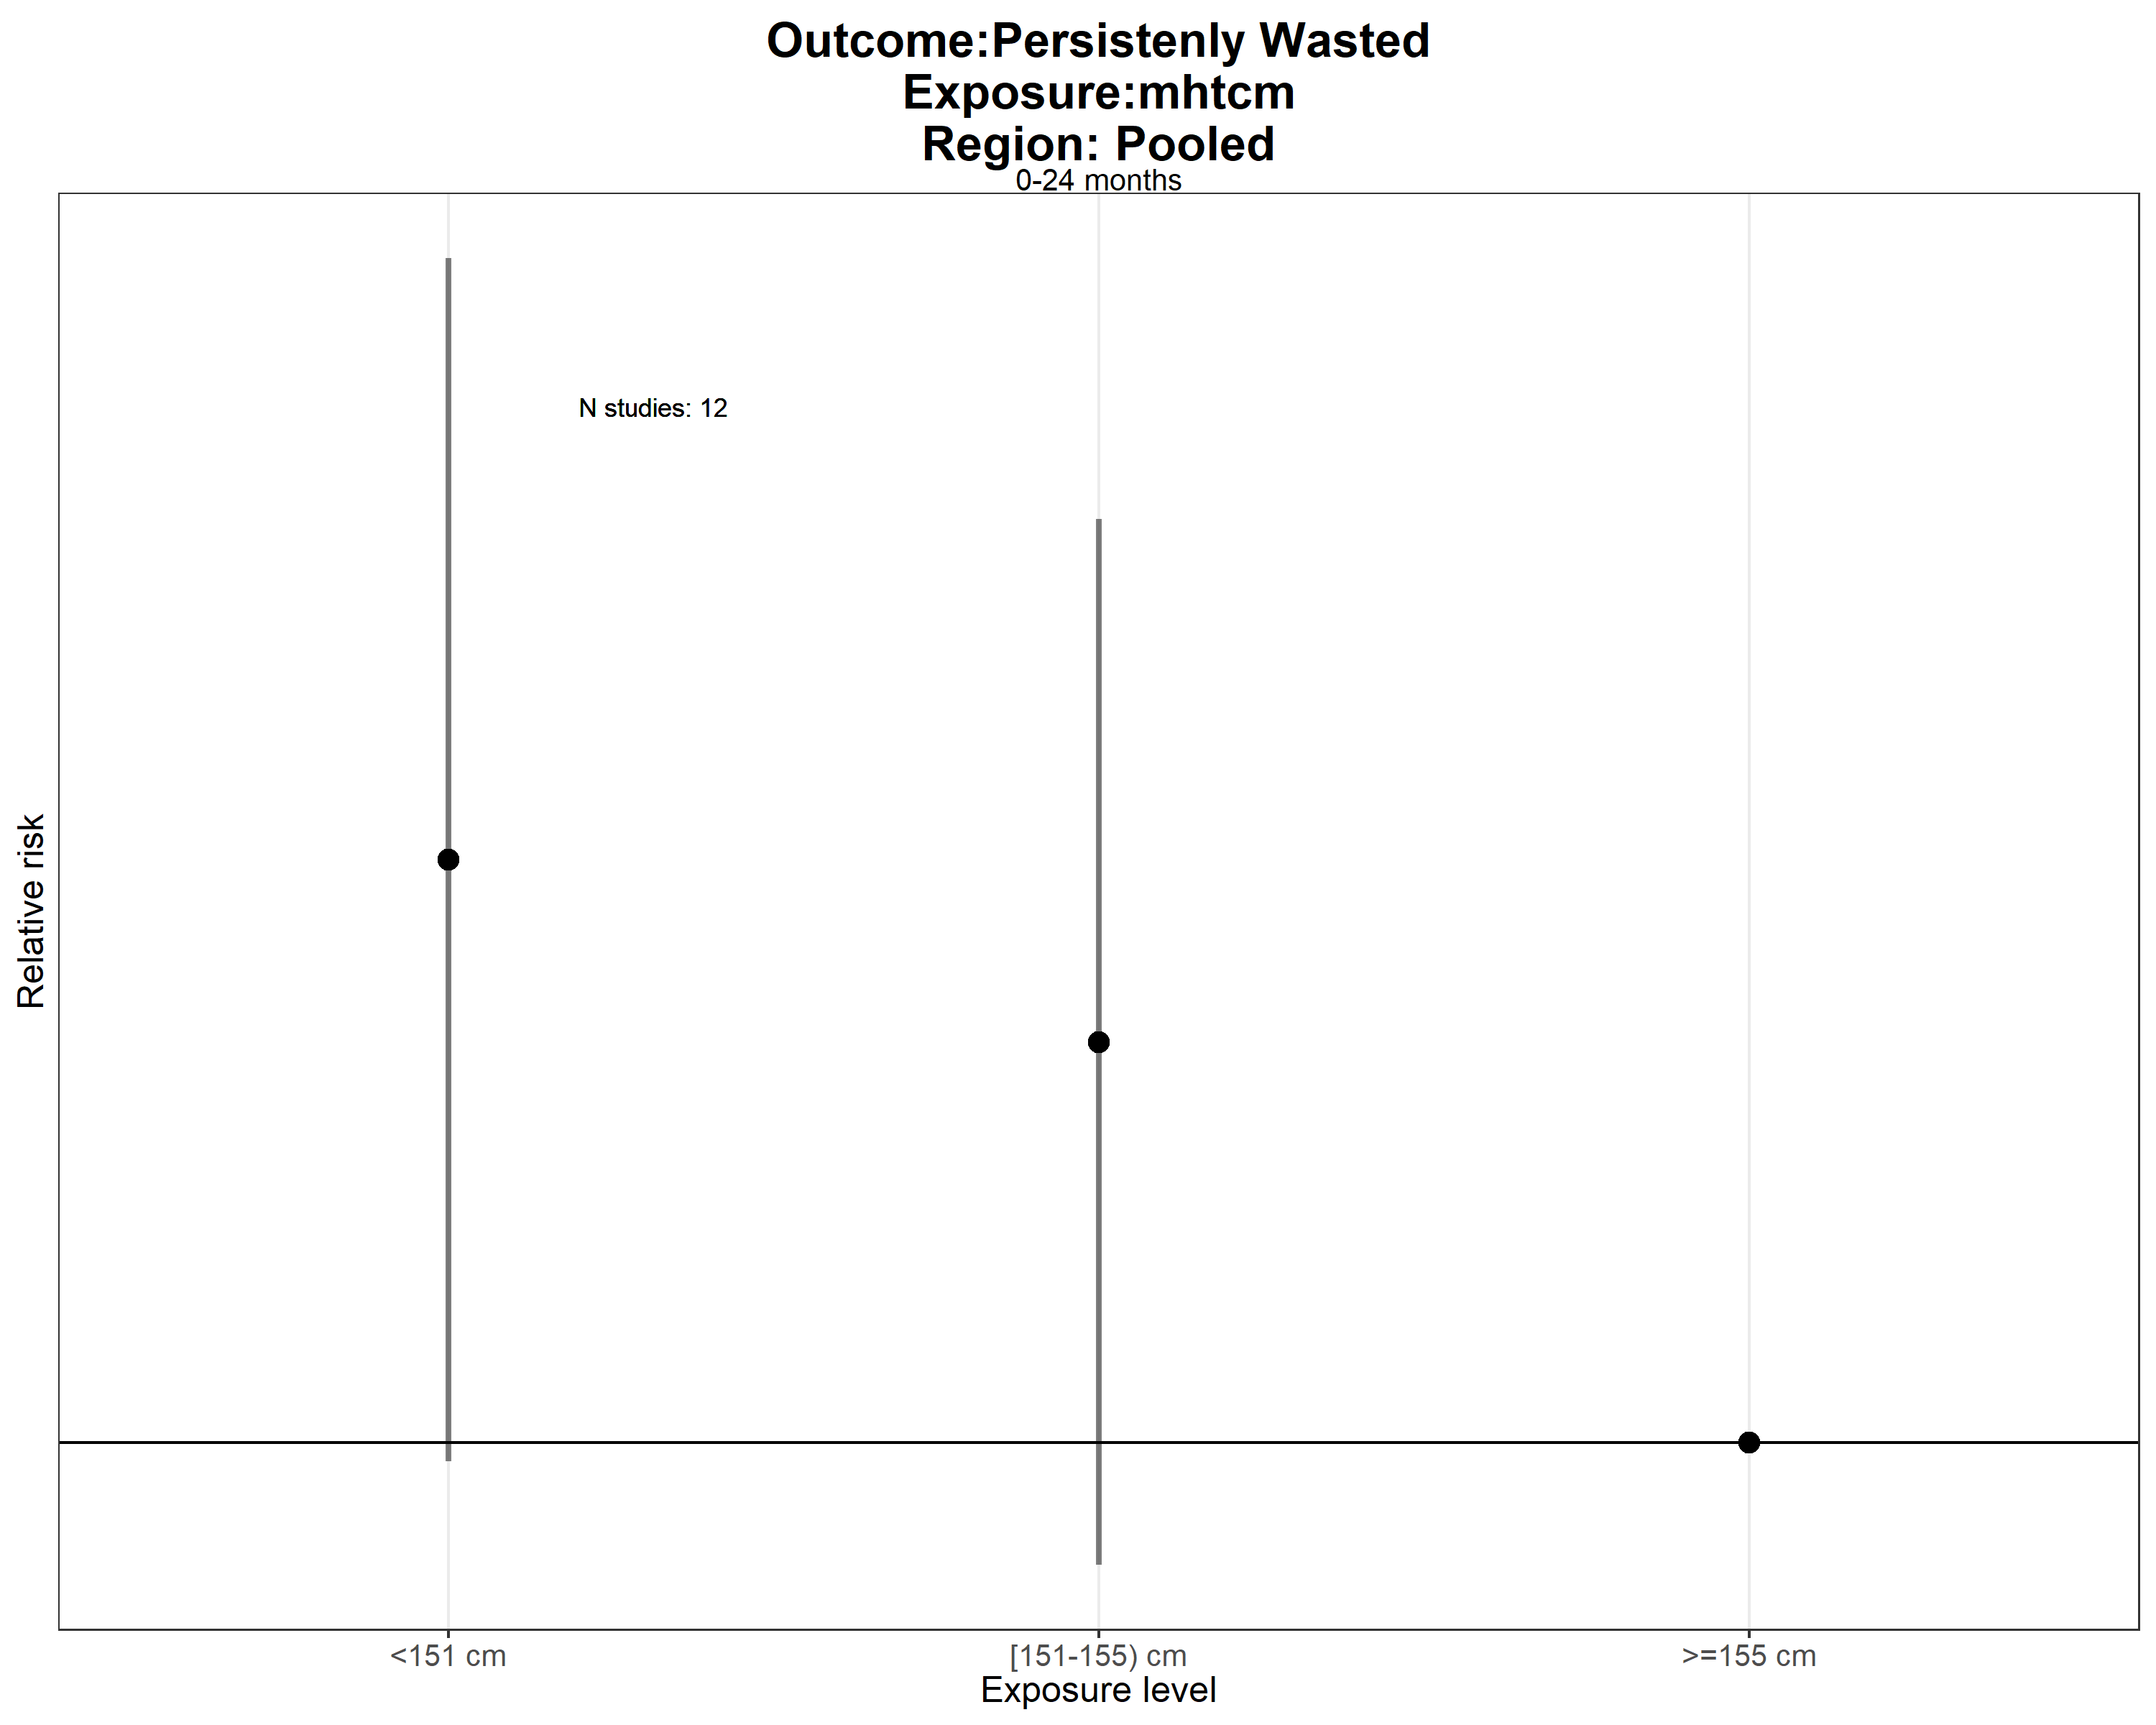 Outcome:Persistenly Wasted
Exposure:mhtcm
Region: Pooled
0-24 months
N studies: 12
Relative risk
<151 cm
[151-155) cm
>=155 cm
Exposure level